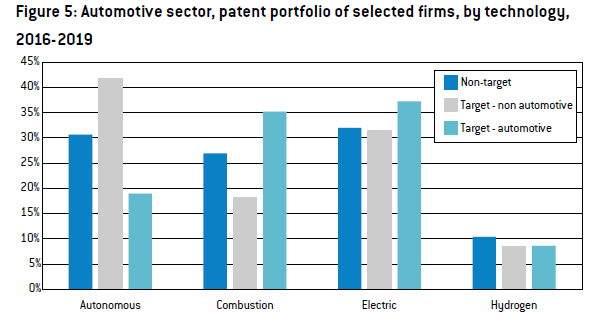 Figure 5: Automotive sector, patent portfolio of selected firms, by technology,
2016-2019
45%
40%
35%
30%
25%
20%
15%
10%
5%
0%
Non-target
Target - non automotive
Target - automotive
Autonomous Combustion Electric Hydrogen